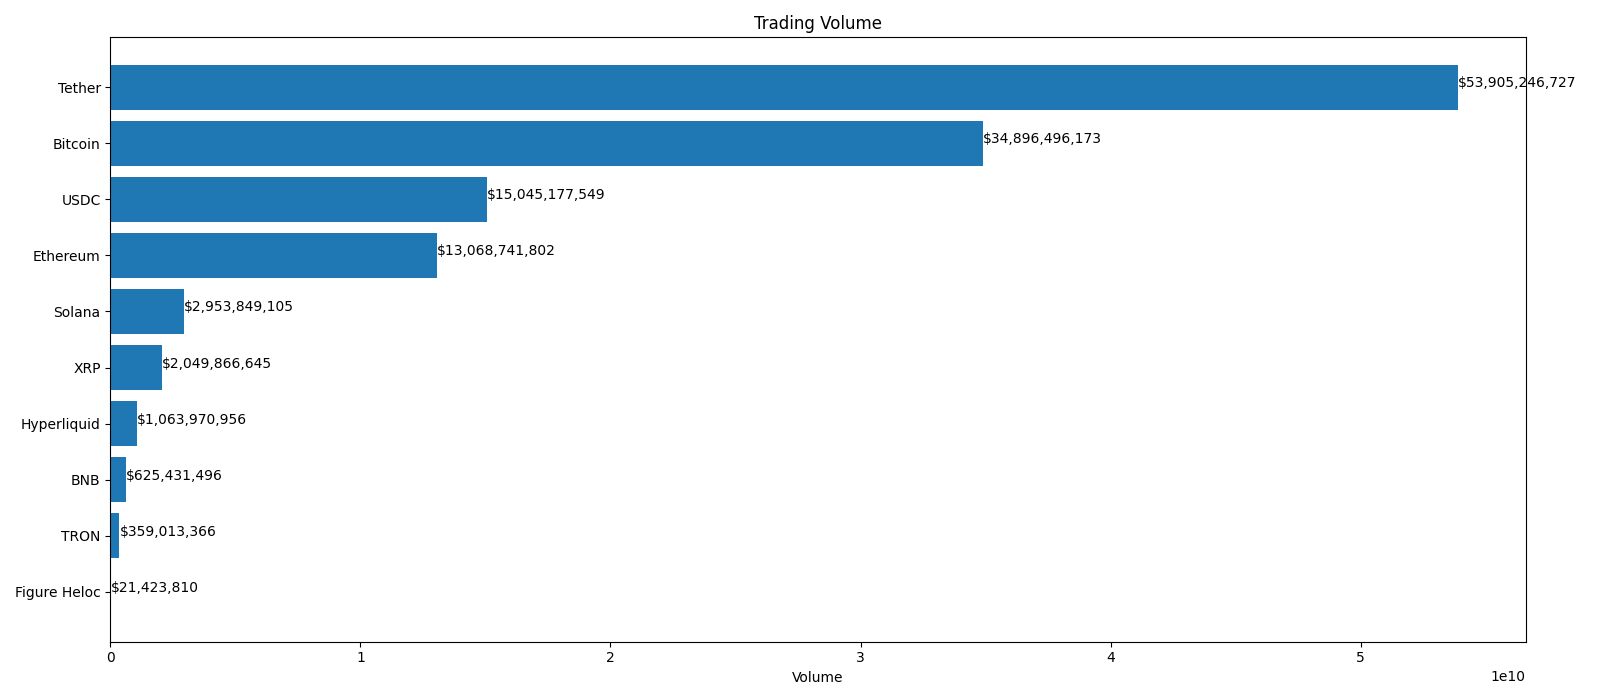 Trading Volume
Tether $53,905,246,727
Bitcoin $34,896,496,173
USDC $15,045,177,549
Ethereum $13,068,741,802
Solana $2,953,849,105
XRP $2,049,866,645
Hyperliquid $1,063,970,956
BNB $625,431,496
TRON $359,013,366
Figure Heloc $21,423,810
0 1 2 3 4 5
1e10
Volume